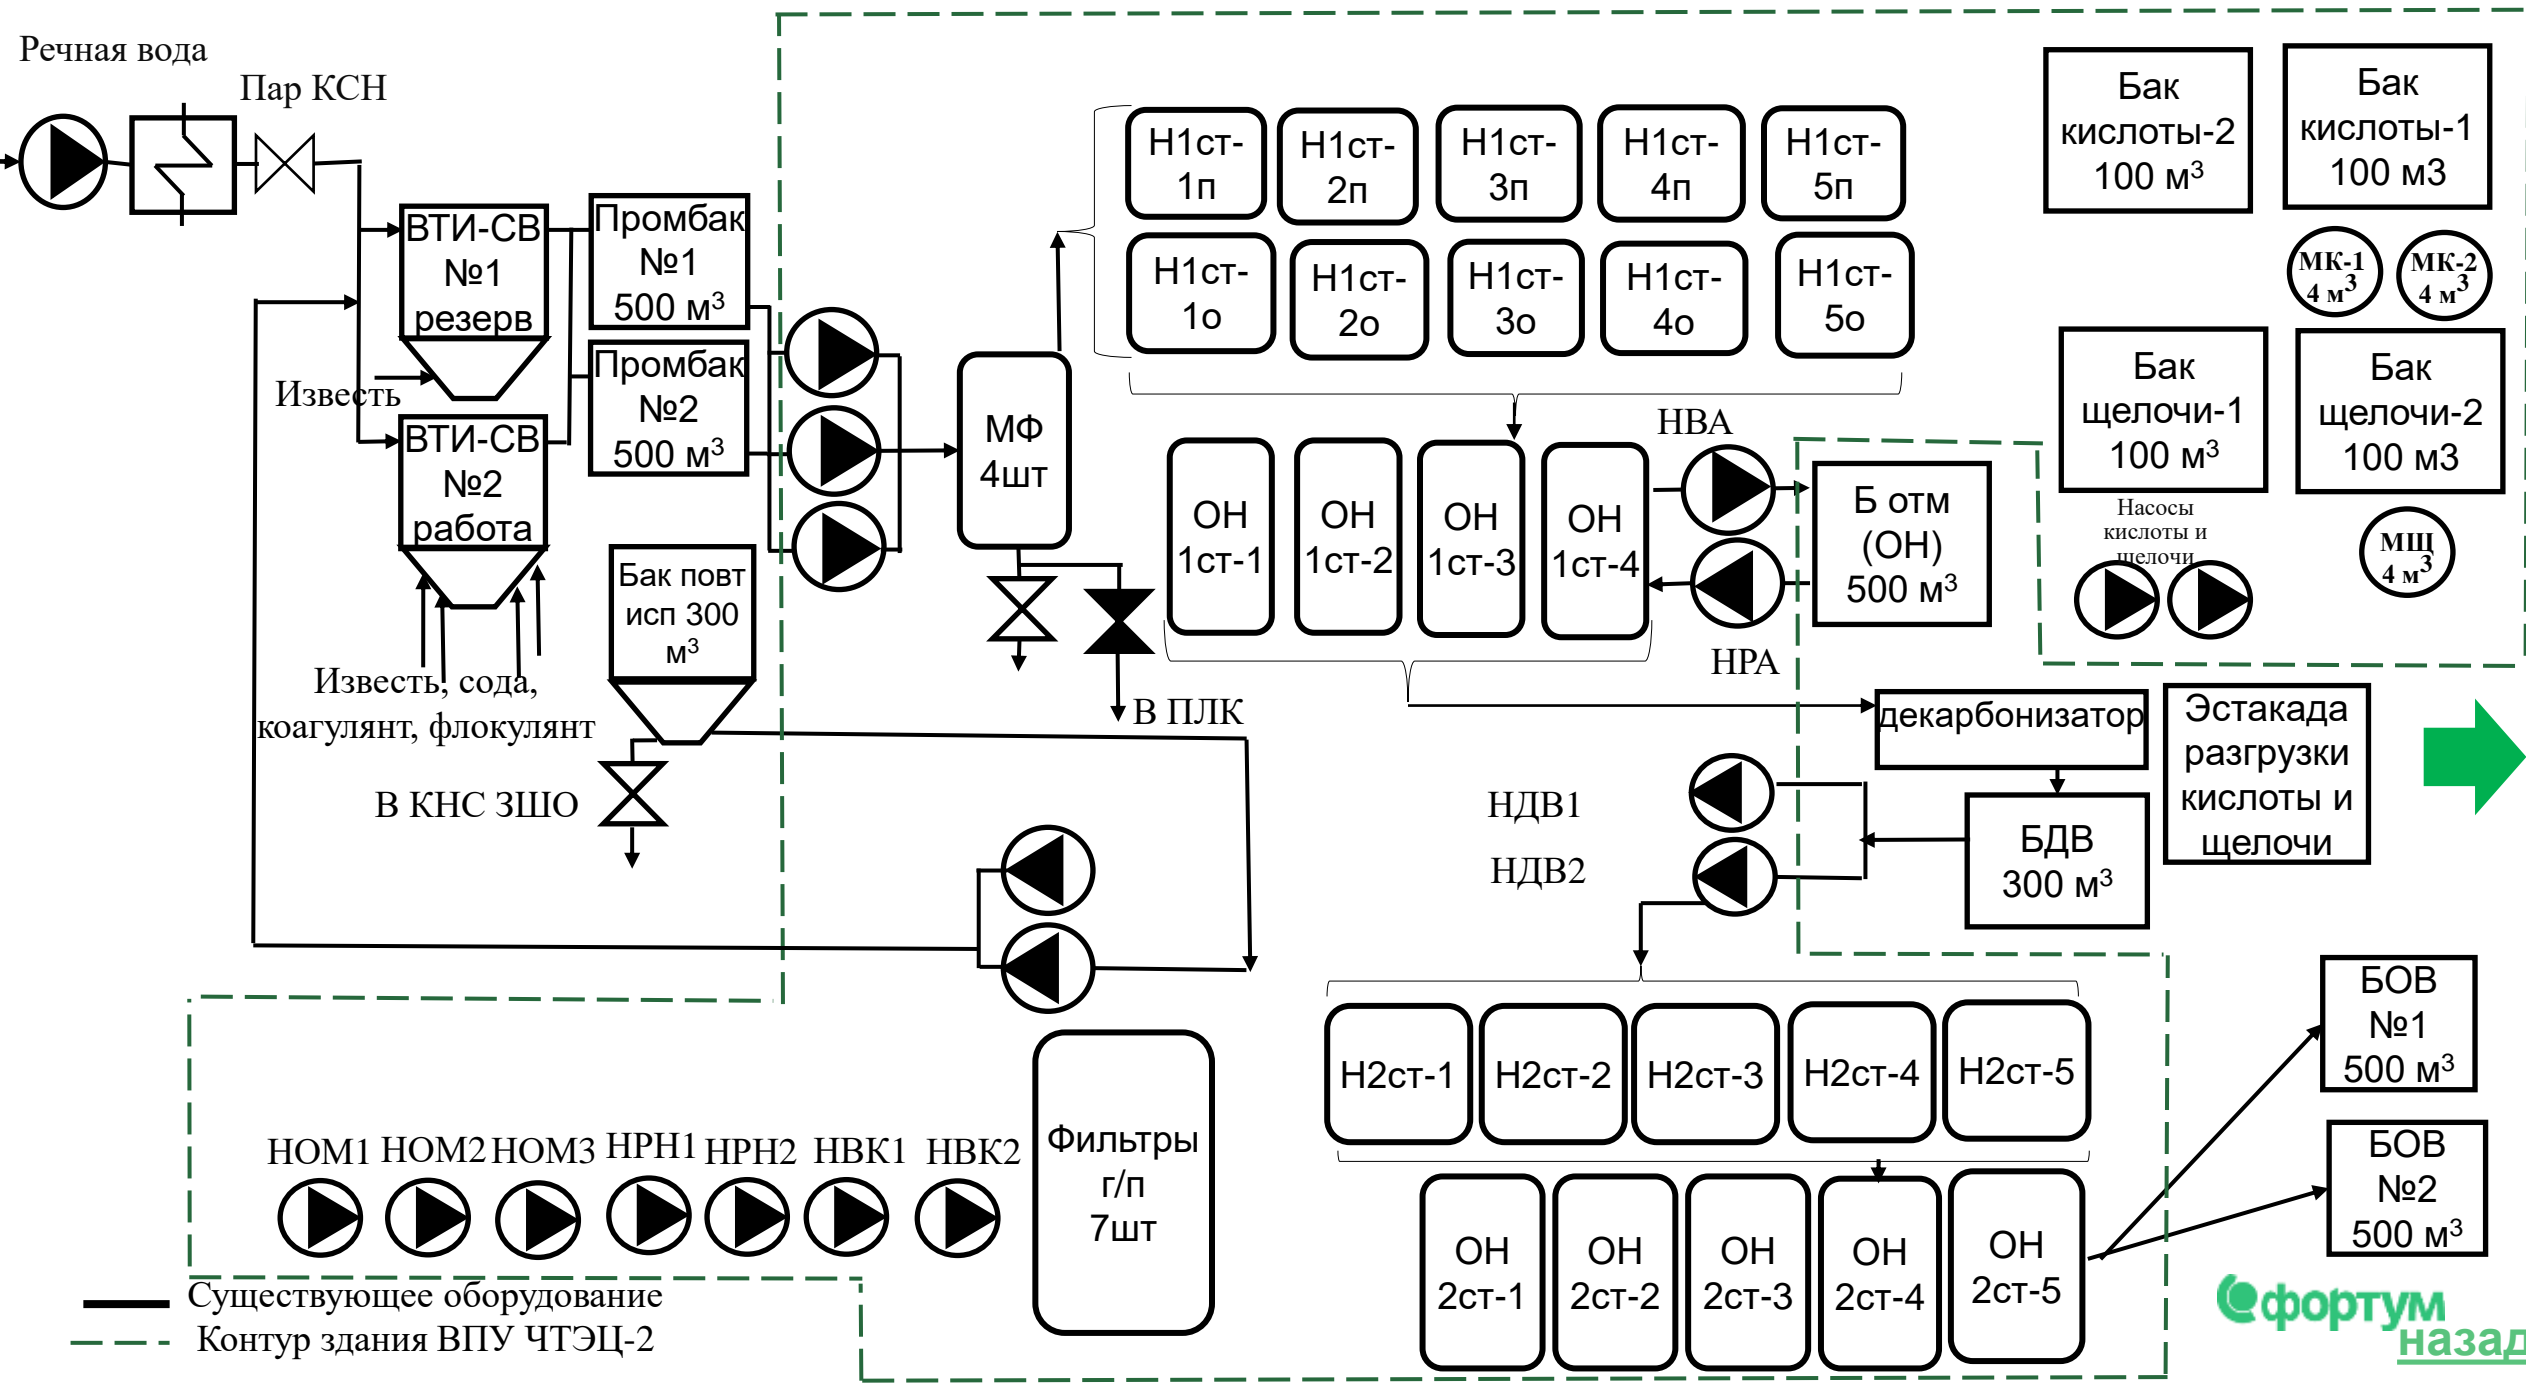 Речная вода
Пар КСН
ВТИ-СВ
№1
резерв
Промбак
№1
500 м³
ВТИ-СВ
№2
работа
Промбак
№2
500 м³
Известь
Известь, сода,
коагулянт, флокулянт
Бак повт
исп 300
м³
В КНС ЗШО
МФ
4шт
В ПЛК
Н1ст-
1п
Н1ст-
2п
Н1ст-
3п
Н1ст-
4п
Н1ст-
5п
Н1ст-
1о
Н1ст-
2о
Н1ст-
3о
Н1ст-
4о
Н1ст-
5о
ОН
1ст-1
ОН
1ст-2
ОН
1ст-3
ОН
1ст-4
НВА
НРА
Б отм
(ОН)
500 м³
Бак
кислоты-2
100 м³
Бак
кислоты-1
100 м3
МК-1
4 м³
МК-2
4 м³
Бак
щелочи-1
100 м³
Бак
щелочи-2
100 м3
Насосы
кислоты и
щелочи
МЩ
4 м³
декарбонизатор
Эстакада
разгрузки
кислоты и
щелочи
БДВ
300 м³
НДВ1
НДВ2
Н2ст-1
Н2ст-2
Н2ст-3
Н2ст-4
Н2ст-5
ОН
2ст-1
ОН
2ст-2
ОН
2ст-3
ОН
2ст-4
ОН
2ст-5
БОВ
№1
500 м³
БОВ
№2
500 м³
НОМ1
НОМ2
НОМ3
НРН1
НРН2
НВК1
НВК2
Фильтры
г/п
7шт
Существующее оборудование
Контур здания ВПУ ЧТЭЦ-2
фортум
назад